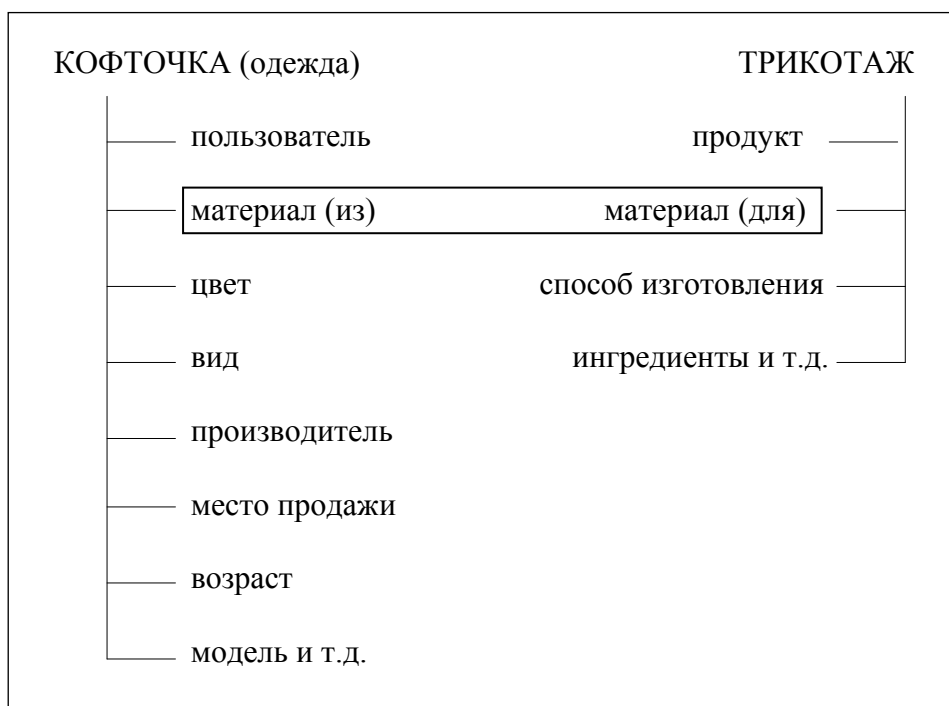 КОФТОЧКА (одежда) ТРИКОТАЖ
пользователь продукт
материал (из) материал (для)
цвет способ изготовления
вид ингредиенты и т.д.
производитель
место продажи
возраст
модель и т.д.